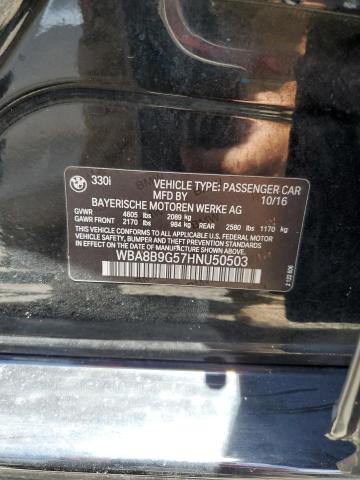 BMW
330i
VEHICLE TYPE: PASSENGER CAR
MFD BY 10/16
BAYERISCHE MOTOREN WERKE AG
GVWR 4605 lbs 2089 kg
GAWR FRONT 2170 lbs 984 kg REAR 2580 lbs 1170 kg
THIS VEHICLE CONFORMS TO ALL APPLICABLE
U.S. FEDERAL MOTOR VEHICLE SAFETY, BUMPER,
AND THEFT PREVENTION STANDARDS IN EFFECT
ON THE DATE OF MANUFACTURE SHOWN ABOVE.
WBA8B9G57HNU50503